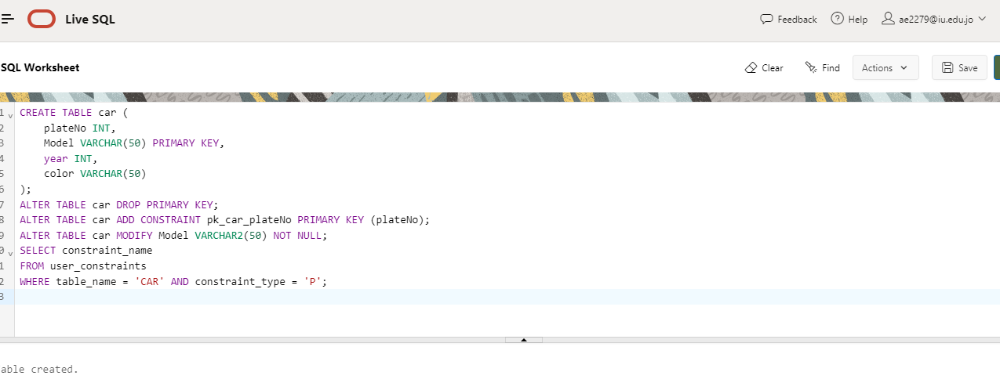 Live SQL
Feedback
Help
ae2279@iu.edu.jo
SQL Worksheet
Clear
Find
Actions
Save
1 CREATE TABLE car (
2 plateNo INT,
3 Model VARCHAR(50) PRIMARY KEY,
4 year INT,
5 color VARCHAR(50)
6 );
7 ALTER TABLE car DROP PRIMARY KEY;
8 ALTER TABLE car ADD CONSTRAINT pk_car_plateNo PRIMARY KEY (plateNo);
9 ALTER TABLE car MODIFY Model VARCHAR2(50) NOT NULL;
0 SELECT constraint_name
1 FROM user_constraints
2 WHERE table_name = 'CAR' AND constraint_type = 'P';
3
able created.